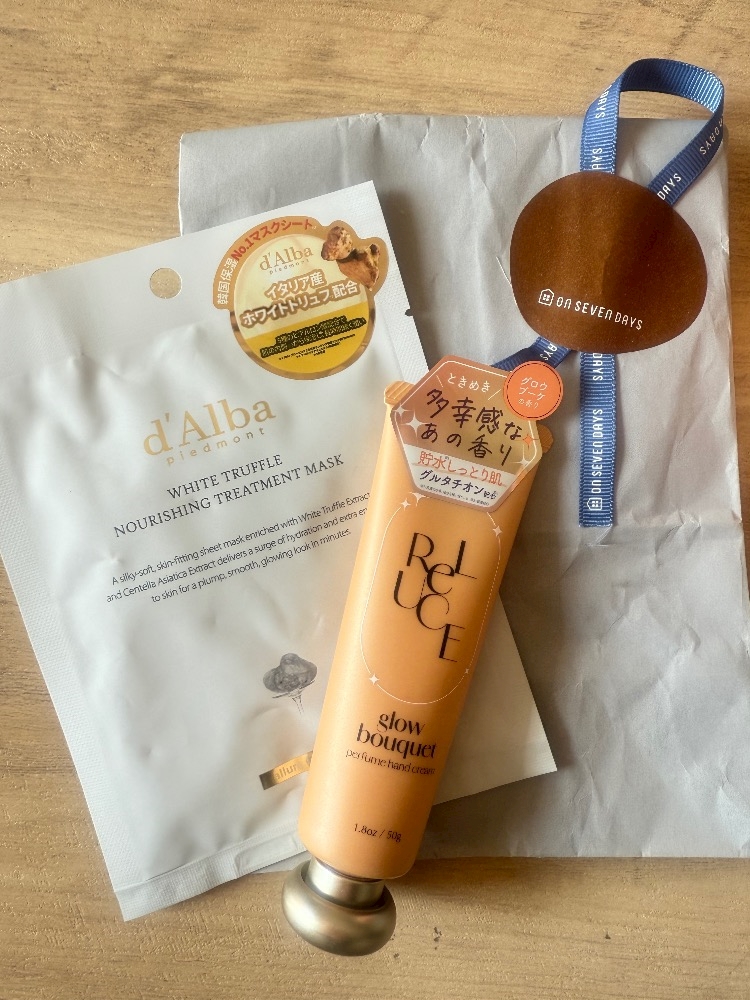 韓国保湿No.1マスクシート
d'Alba
piedmont
イタリア産
ホワイトトリュフ配合
d'Alba
piedmont
WHITE TRUFFLE
NOURISHING TREATMENT MASK
A silky-soft, skin-fitting sheet mask enriched with White Truffle Extract
and Centella Asiatica Extract delivers a surge of hydration and extra
to skin for a plump, smooth, glowing look in minutes.
allur
ときめき
多幸感な
あの香り
貯水しっとり肌
グルタチオン
グロウ
ブーケ
の香り
ReL
UCE
glow
bouquet
perfume hand cream
1.8oz / 50g
DAYS
DAYS
DAYS
ON SEVEN DAYS
ON SEVEN DAYS